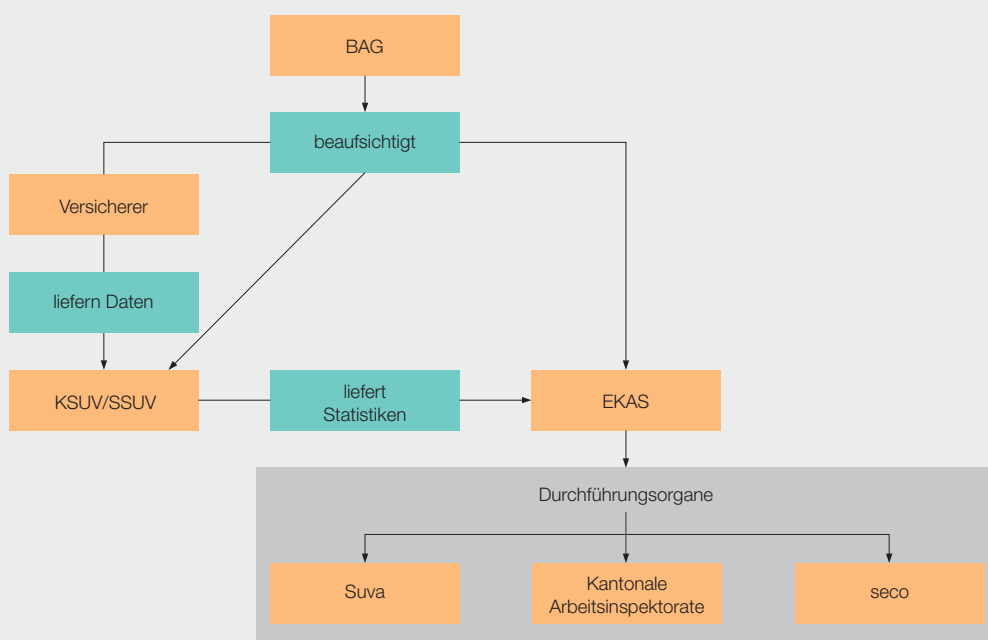 BAG
beaufsichtigt
Versicherer
liefern Daten
KSUV/SSUV
liefert
Statistiken
EKAS
Durchführungsorgane
Suva
Kantonale
Arbeitsinspektorate
seco